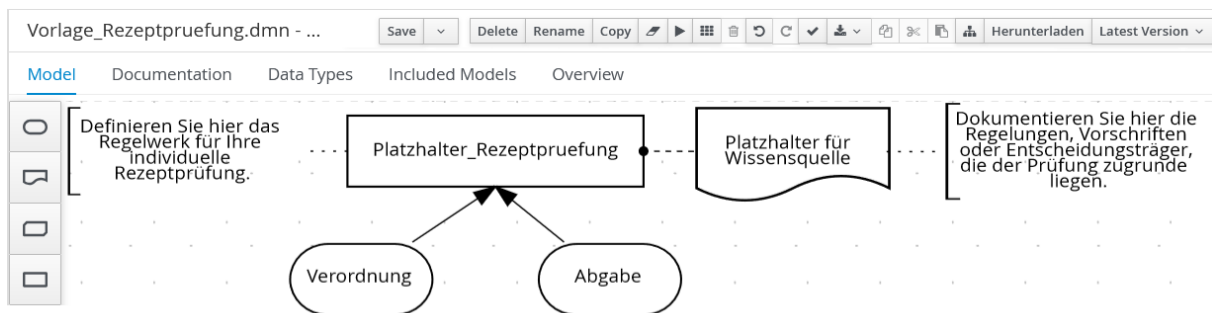 Vorlage_Rezeptpruefung.dmn - ...
Save
Delete
Rename
Copy
Herunterladen
Latest Version
Model
Documentation
Data Types
Included Models
Overview
Definieren Sie hier das
Regelwerk für Ihre
individuelle
Rezeptprüfung.
Platzhalter_Rezeptpruefung
Platzhalter für
Wissensquelle
Dokumentieren Sie hier die
Regelungen, Vorschriften
oder Entscheidungsträger,
die der Prüfung zugrunde
liegen.
Verordnung
Abgabe